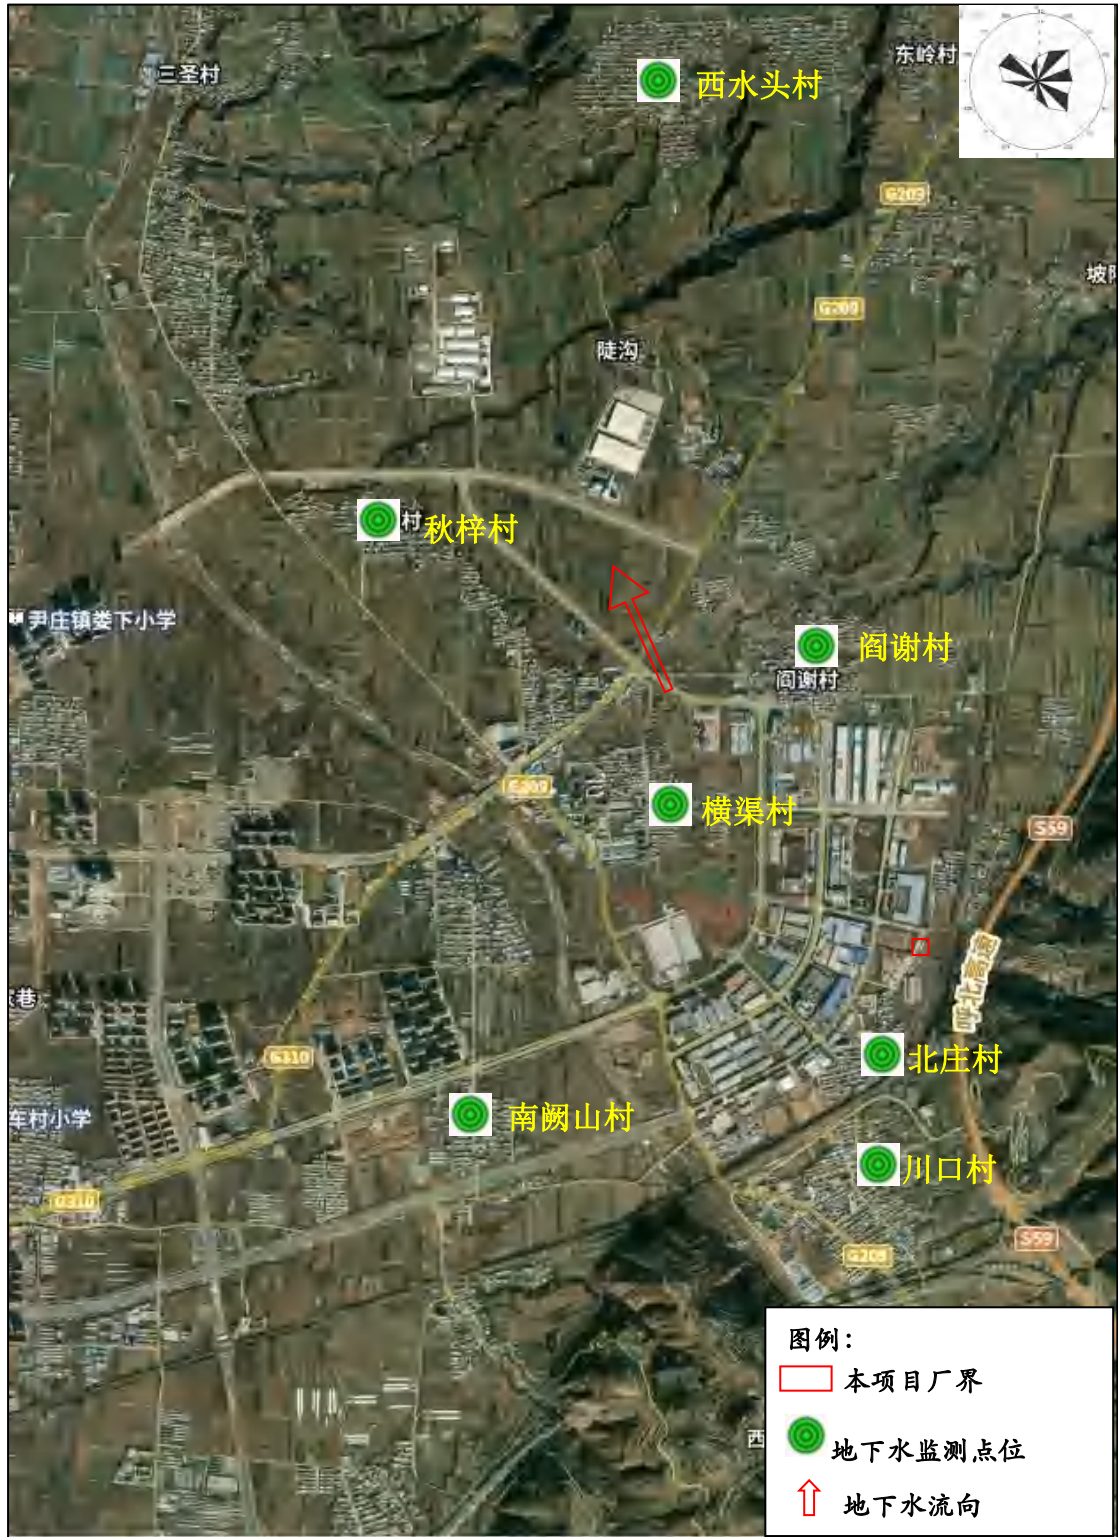 三圣村
西水头村
东岭村
G209
坡
G209
陡沟
村
秋梓村
尹庄镇娄下小学
阎谢村
阎谢村
G209
横渠村
S59
呼北高速
巷
G310
北庄村
车村小学
南阙山村
川口村
G310
S59
G209
西
图例：
本项目厂界
地下水监测点位
地下水流向